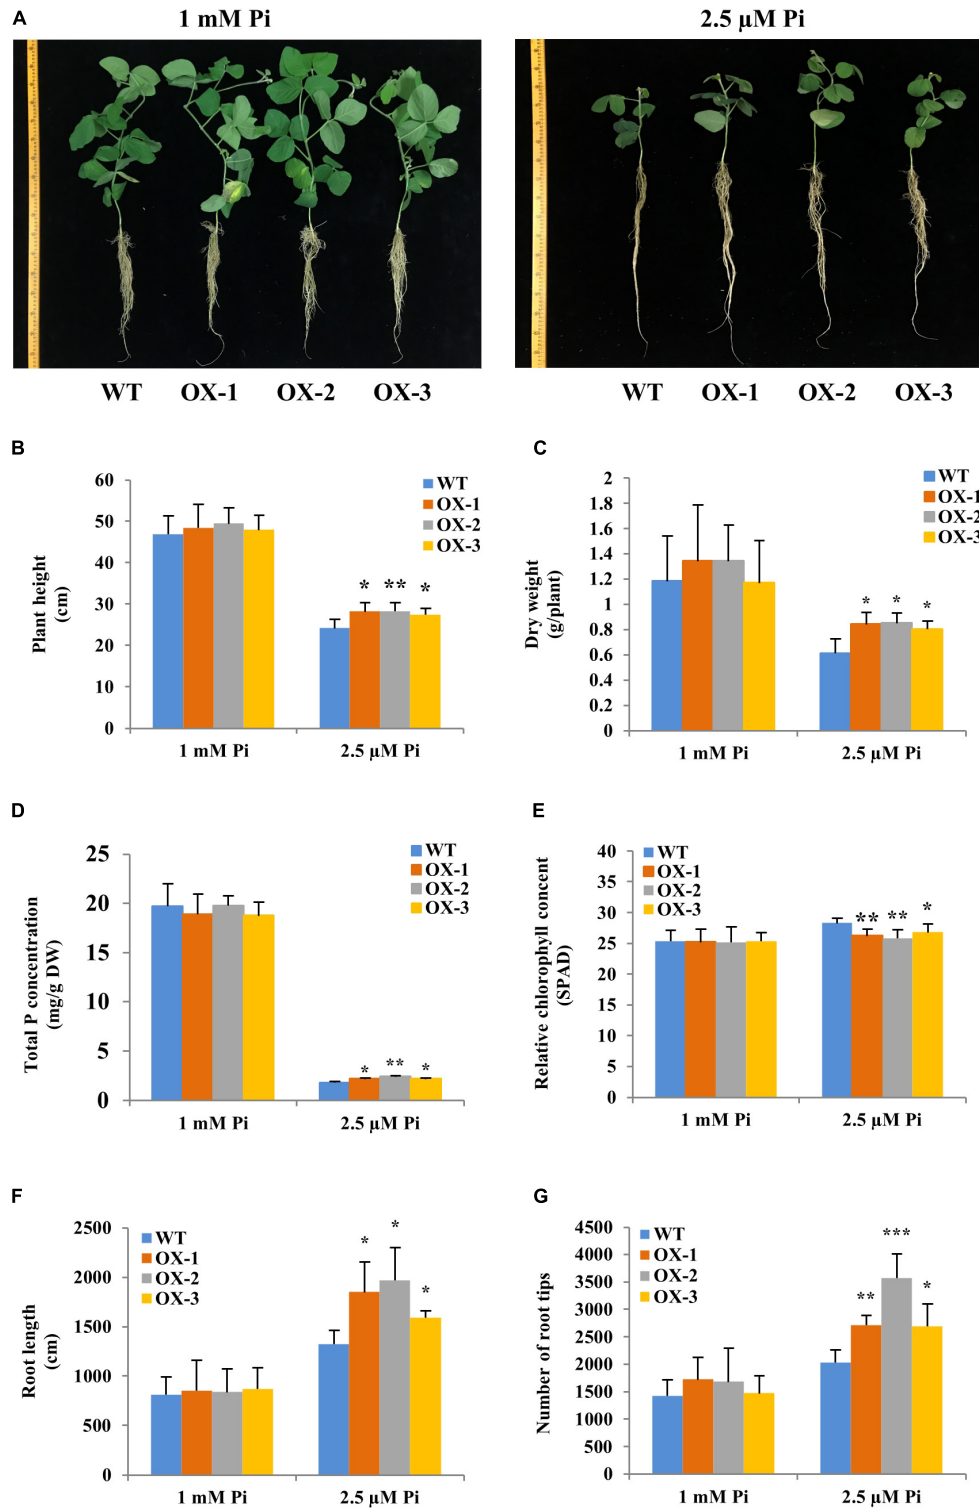 A
1 mM Pi
2.5 µM Pi
WT OX-1 OX-2 OX-3
WT OX-1 OX-2 OX-3
B
Plant height
(cm)
60
50
40
30
20
10
0
WT
OX-1
OX-2
OX-3
* ** *
1 mM Pi
2.5 µM Pi
C
Dry weight
(g/plant)
2
1.8
1.6
1.4
1.2
1
0.8
0.6
0.4
0.2
0
WT
OX-1
OX-2
OX-3
* * *
1 mM Pi
2.5 µM Pi
D
Total P concentration
(mg/g DW)
25
20
15
10
5
0
WT
OX-1
OX-2
OX-3
* ** *
1 mM Pi
2.5 µM Pi
E
Relative chlorophyll concent
(SPAD)
40
35
30
25
20
15
10
5
0
WT
OX-1
OX-2
OX-3
** ** *
1 mM Pi
2.5 µM Pi
F
Root length
(cm)
2500
2000
1500
1000
500
0
WT
OX-1
OX-2
OX-3
* * *
1 mM Pi
2.5 µM Pi
G
Number of root tips
4500
4000
3500
3000
2500
2000
1500
1000
500
0
WT
OX-1
OX-2
OX-3
** *** *
1 mM Pi
2.5 µM Pi